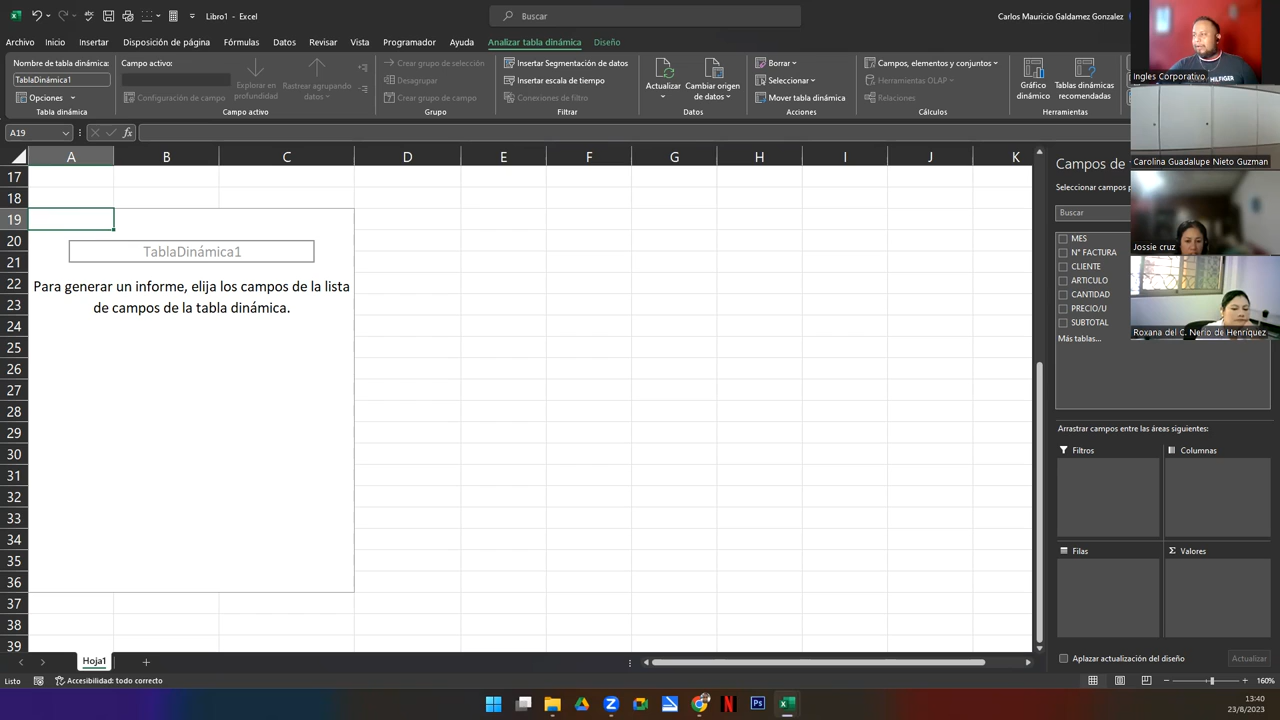 Libro1 - Excel
Buscar
Carlos Mauricio Galdamez Gonzalez
Archivo Inicio Insertar Disposición de página Fórmulas Datos Revisar Vista Programador Ayuda Analizar tabla dinámica Diseño
Nombre de tabla dinámica:
TablaDinámica1
Opciones
Tabla dinámica
Campo activo:
Configuración de campo
Explorar en profundidad
Rastrear agrupando datos
Campo activo
Crear grupo de selección
Desagrupar
Crear grupo de campo
Grupo
Insertar Segmentación de datos
Insertar escala de tiempo
Conexiones de filtro
Filtrar
Actualizar
Cambiar origen de datos
Datos
Borrar
Seleccionar
Mover tabla dinámica
Acciones
Campos, elementos y conjuntos
Herramientas OLAP
Relaciones
Cálculos
Gráfico dinámico
Tablas dinámicas recomendadas
Herramientas
A19
fx
A B C D E F G H I J K
17
18
19
20
21
22
23
24
25
26
27
28
29
30
31
32
33
34
35
36
37
38
39
TablaDinámica1
Para generar un informe, elija los campos de la lista
de campos de la tabla dinámica.
Campos de
Seleccionar campos p
Buscar
MES
N° FACTURA
CLIENTE
ARTICULO
CANTIDAD
PRECIO/U
SUBTOTAL
Más tablas...
Arrastrar campos entre las áreas siguientes:
Filtros
Columnas
Filas
Σ Valores
Aplazar actualización del diseño
Actualizar
Ingles Corporativo
HILFIGER
Carolina Guadalupe Nieto Guzman
Jossie cruz
Roxana del C. Nerio de Henríquez
Hoja1
Listo
Accesibilidad: todo correcto
160%
13:40
23/8/2023